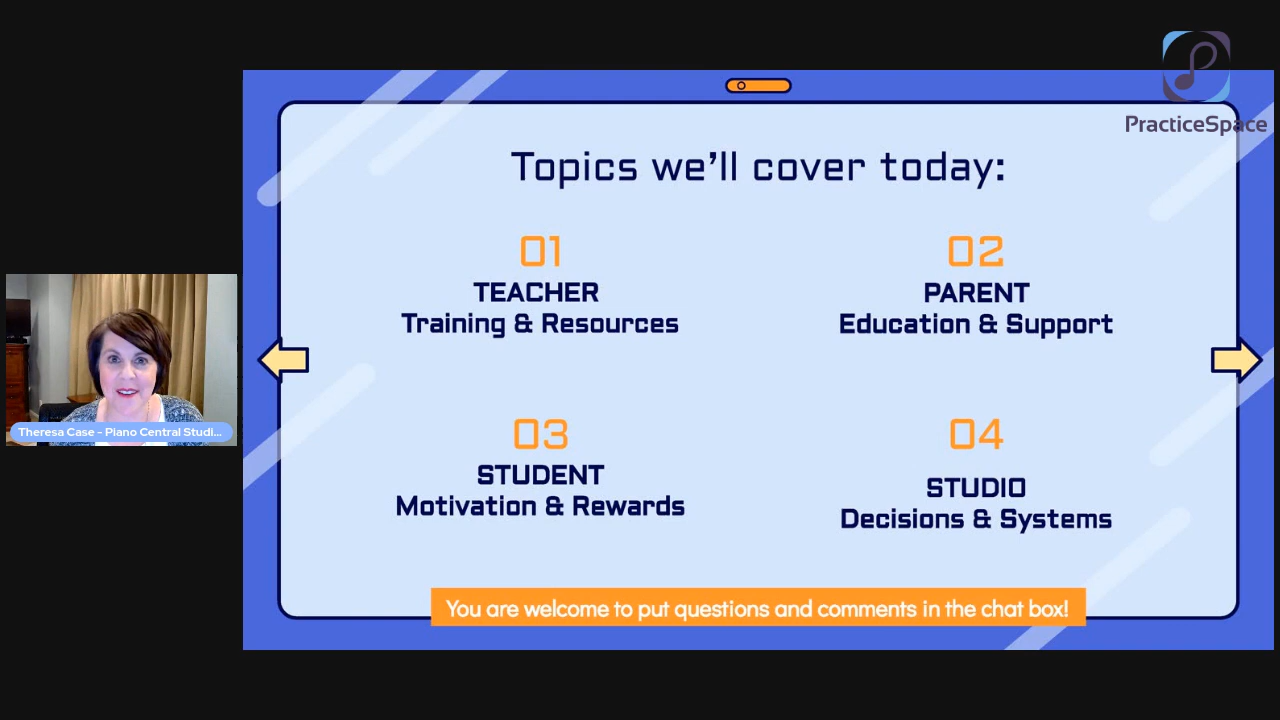 PracticeSpace
Topics we'll cover today:
01
TEACHER
Training & Resources
02
PARENT
Education & Support
03
STUDENT
Motivation & Rewards
04
STUDIO
Decisions & Systems
Theresa Case - Piano Central Studi...
You are welcome to put questions and comments in the chat box!